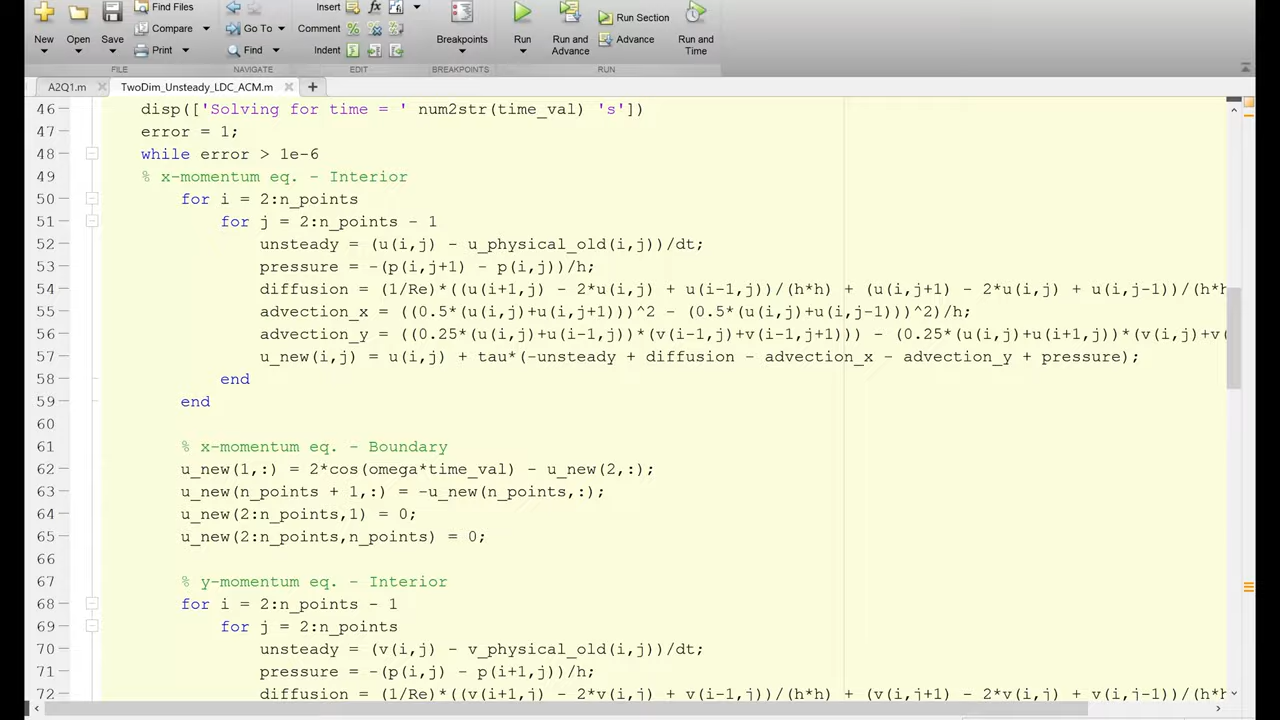 Find Files
Insert
fx
New
Open
Save
Compare
Print
Go To
Find
Comment
Indent
Breakpoints
Run
Run and Advance
Run Section
Advance
Run and Time
FILE
NAVIGATE
EDIT
BREAKPOINTS
RUN
A2Q1.m
TwoDim_Unsteady_LDC_ACM.m
46 disp(['Solving for time = ' num2str(time_val) 's'])
47 error = 1;
48 while error > 1e-6
49 % x-momentum eq. - Interior
50 for i = 2:n_points
51 for j = 2:n_points - 1
52 unsteady = (u(i,j) - u_physical_old(i,j))/dt;
53 pressure = -(p(i,j+1) - p(i,j))/h;
54 diffusion = (1/Re)*((u(i+1,j) - 2*u(i,j) + u(i-1,j))/(h*h) + (u(i,j+1) - 2*u(i,j) + u(i,j-1))/(h*h
55 advection_x = ((0.5*(u(i,j)+u(i,j+1)))^2 - (0.5*(u(i,j)+u(i,j-1)))^2)/h;
56 advection_y = ((0.25*(u(i,j)+u(i-1,j))*(v(i-1,j)+v(i-1,j+1))) - (0.25*(u(i,j)+u(i+1,j))*(v(i,j)+v(
57 u_new(i,j) = u(i,j) + tau*(-unsteady + diffusion - advection_x - advection_y + pressure);
58 end
59 end
60
61 % x-momentum eq. - Boundary
62 u_new(1,:) = 2*cos(omega*time_val) - u_new(2,:);
63 u_new(n_points + 1,:) = -u_new(n_points,:);
64 u_new(2:n_points,1) = 0;
65 u_new(2:n_points,n_points) = 0;
66
67 % y-momentum eq. - Interior
68 for i = 2:n_points - 1
69 for j = 2:n_points
70 unsteady = (v(i,j) - v_physical_old(i,j))/dt;
71 pressure = -(p(i,j) - p(i+1,j))/h;
72 diffusion = (1/Re)*((v(i+1,j) - 2*v(i,j) + v(i-1,j))/(h*h) + (v(i,j+1) - 2*v(i,j) + v(i,j-1))/(h*h